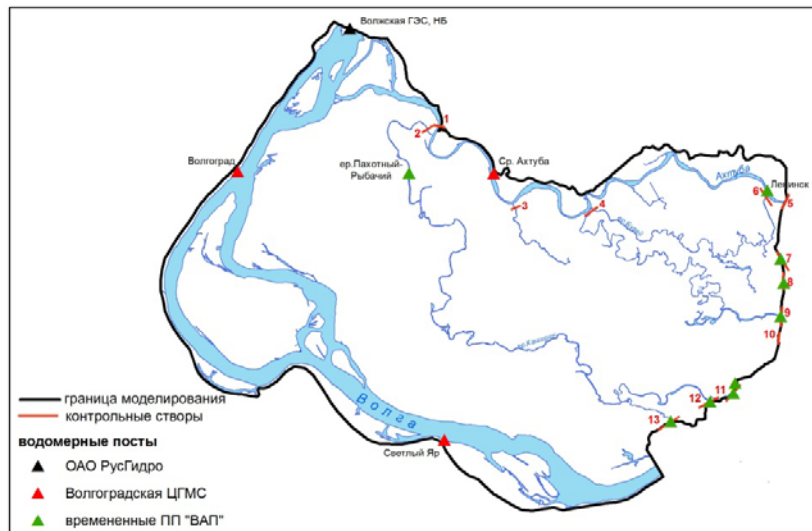 Волжская ГЭС, НБ
1
2
Волгоград
ер.Пахотный-
Рыбачий
Ср. Ахтуба
Ахтуба
Ленинск
3
4
6
5
7
8
9
10
11
12
13
Волга
Светлый Яр
граница моделирования
контрольные створы
водомерные посты
ОАО РусГидро
Волгоградская ЦГМС
времененные ПП "ВАП"